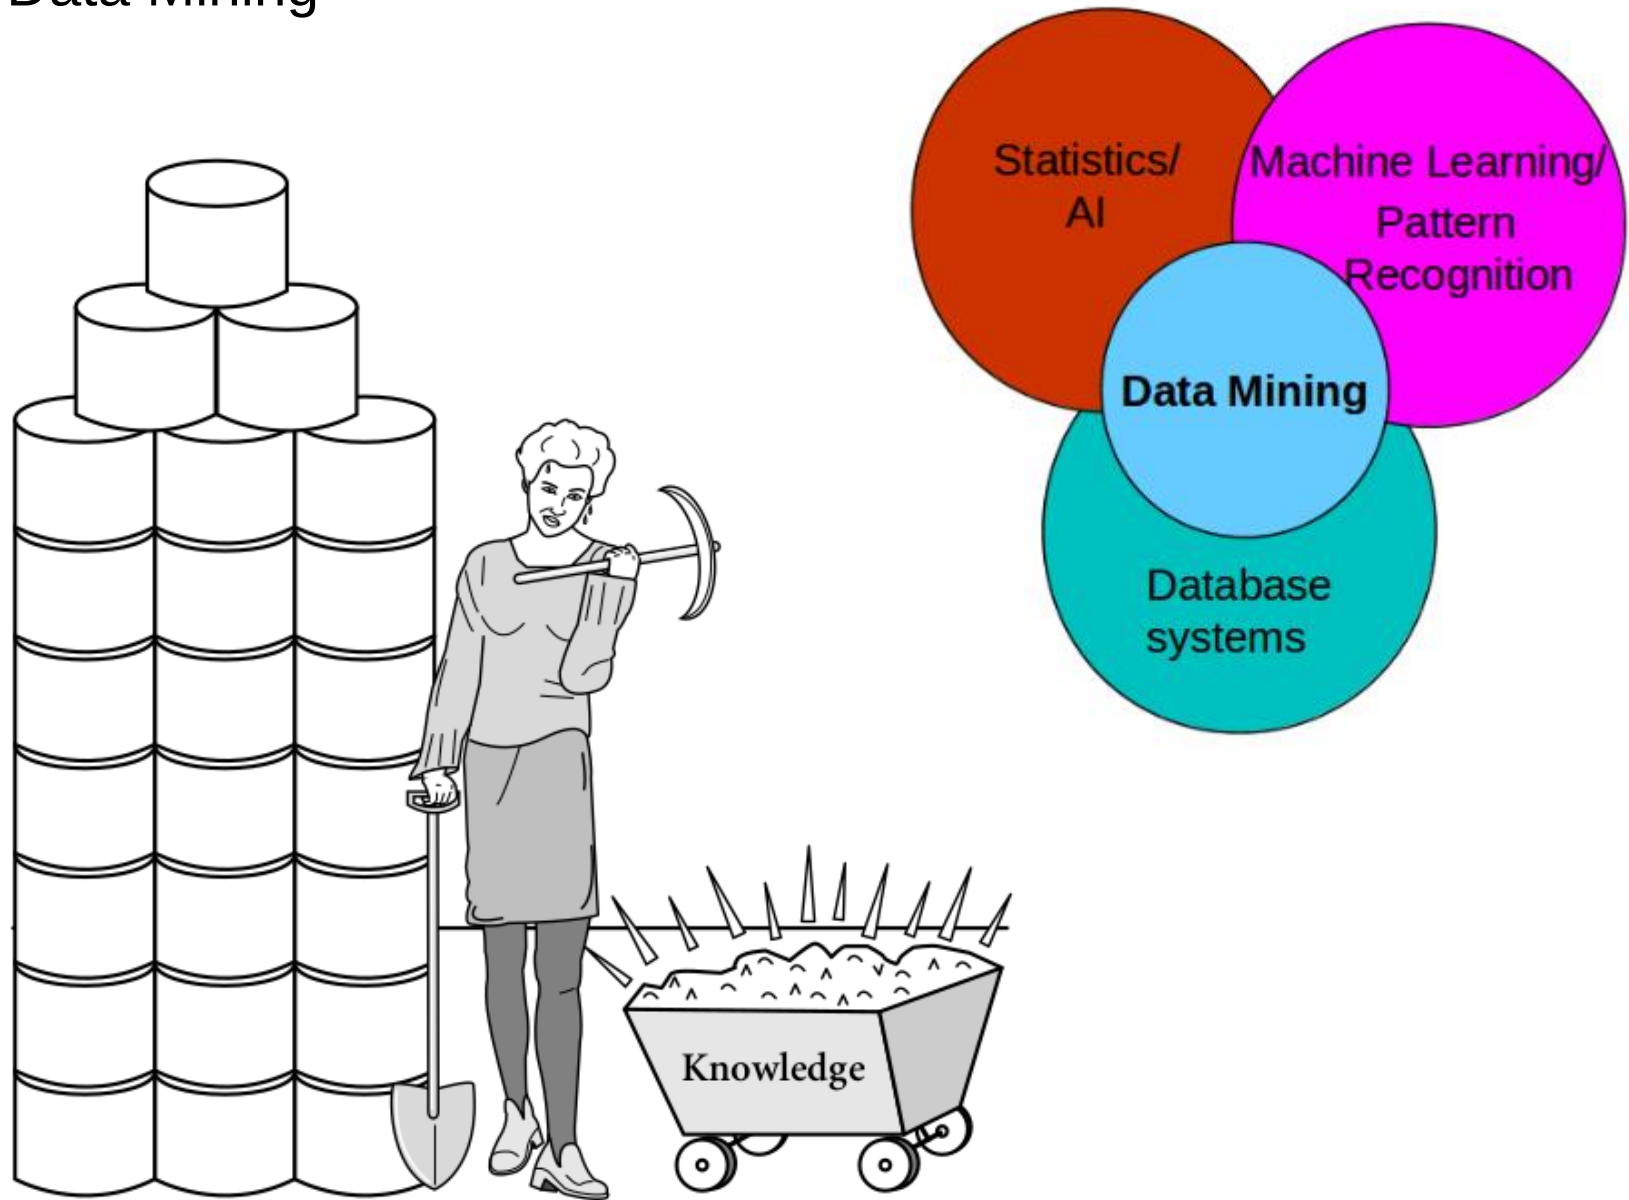 Data Mining
Statistics/
AI
Machine Learning/
Pattern
Recognition
Data Mining
Database
systems
Knowledge